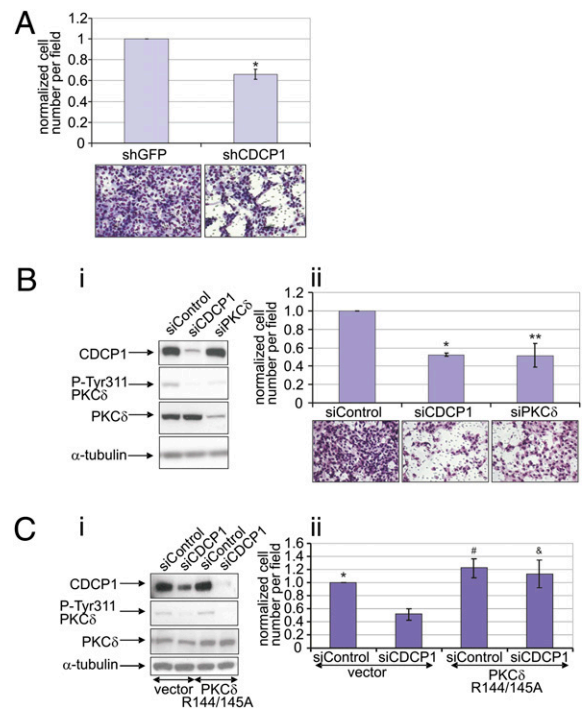 A
normalized cell
number per field
1.2
1
0.8
0.6
0.4
0.2
0
*
shGFP
shCDCP1
B
i
siControl
siCDCP1
siPKCδ
CDCP1
P-Tyr311
PKCδ
PKCδ
α-tubulin
ii
normalized cell
number per field
1.2
1.0
0.8
0.6
0.4
0.2
0
*
**
siControl
siCDCP1
siPKCδ
C
i
siControl
siCDCP1
siControl
siCDCP1
CDCP1
P-Tyr311
PKCδ
PKCδ
α-tubulin
vector
PKCδ
R144/145A
ii
normalized cell
number per field
1.6
1.4
1.2
1.0
0.8
0.6
0.4
0.2
0
*
#
&
siControl
siCDCP1
siControl
siCDCP1
vector
PKCδ
R144/145A